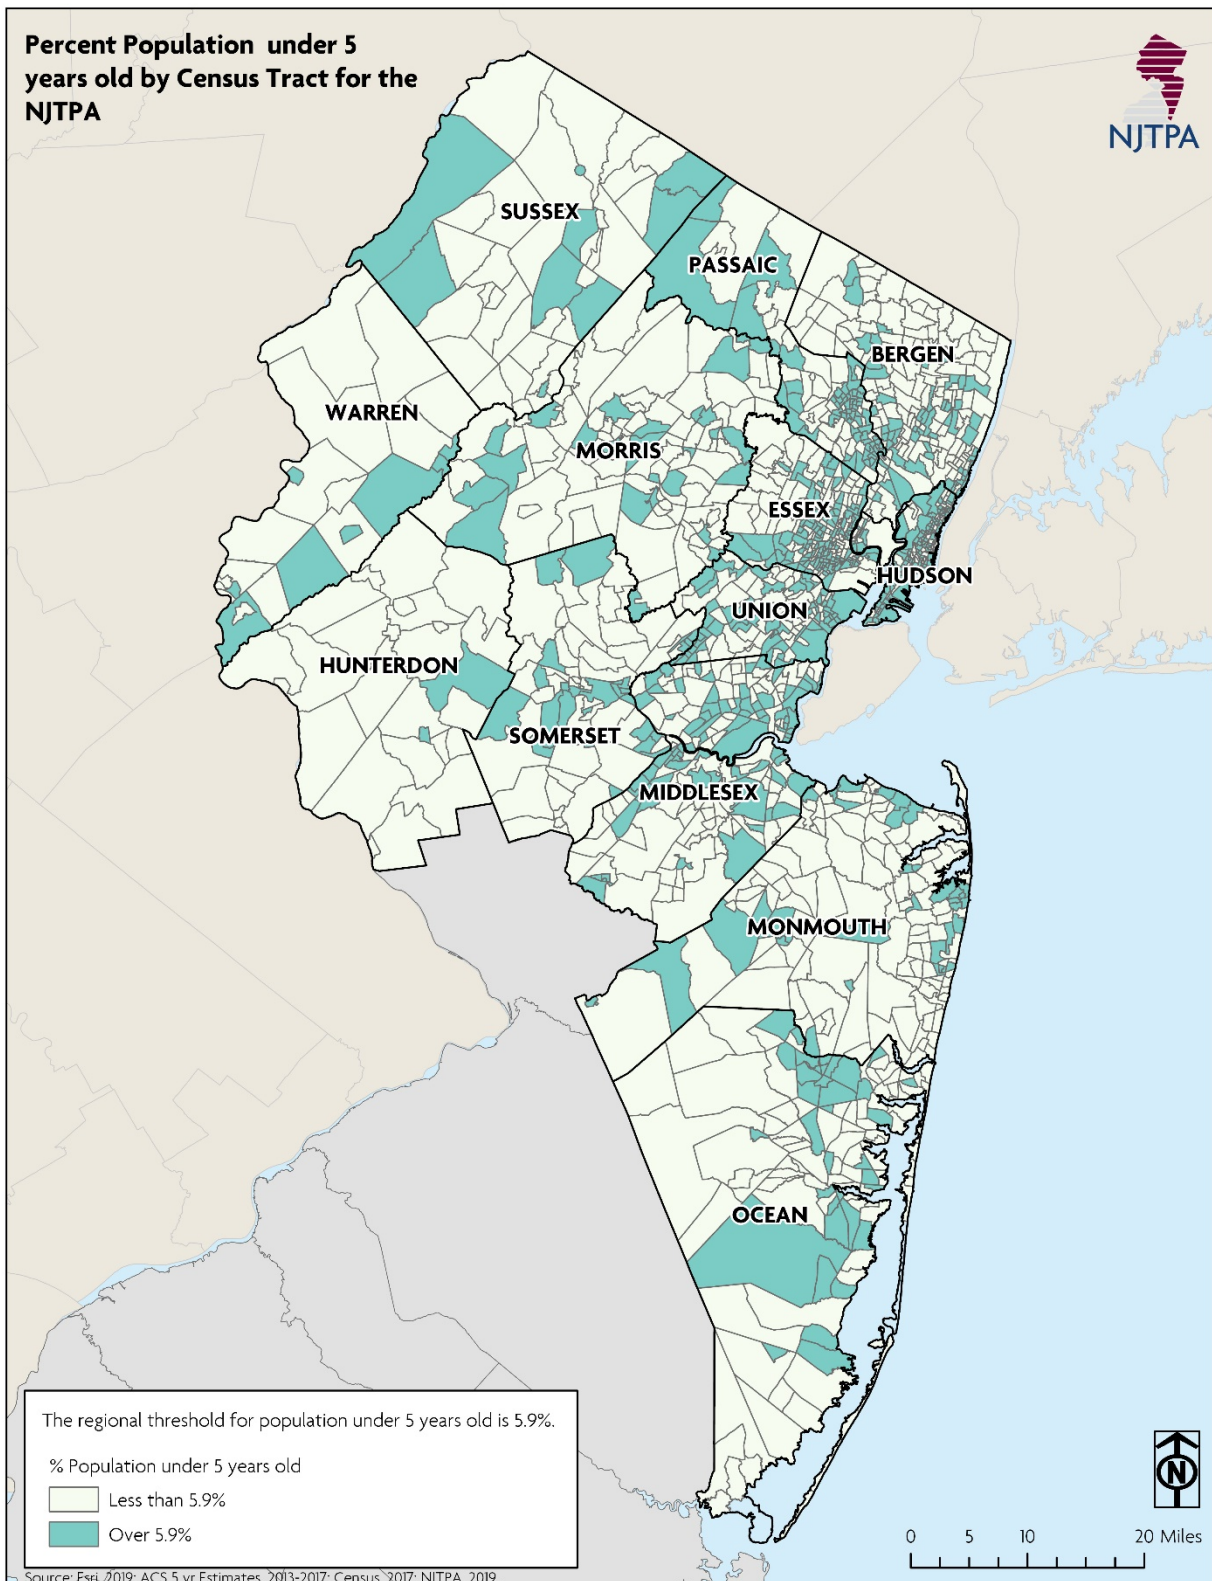 Percent Population under 5
years old by Census Tract for the
NJTPA
NJTPA
SUSSEX
PASSAIC
BERGEN
WARREN
MORRIS
ESSEX
HUDSON
UNION
HUNTERDON
SOMERSET
MIDDLESEX
MONMOUTH
OCEAN
The regional threshold for population under 5 years old is 5.9%.
% Population under 5 years old
Less than 5.9%
Over 5.9%
N
0 5 10 20 Miles
Source: Esri, 2019; ACS 5 yr Estimates, 2013-2017; Census, 2017; NJTPA, 2019